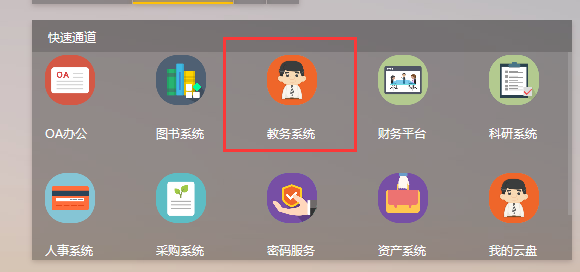 快速通道
OA
OA办公
图书系统
教务系统
财务平台
科研系统
人事系统
采购系统
密码服务
资产系统
我的云盘